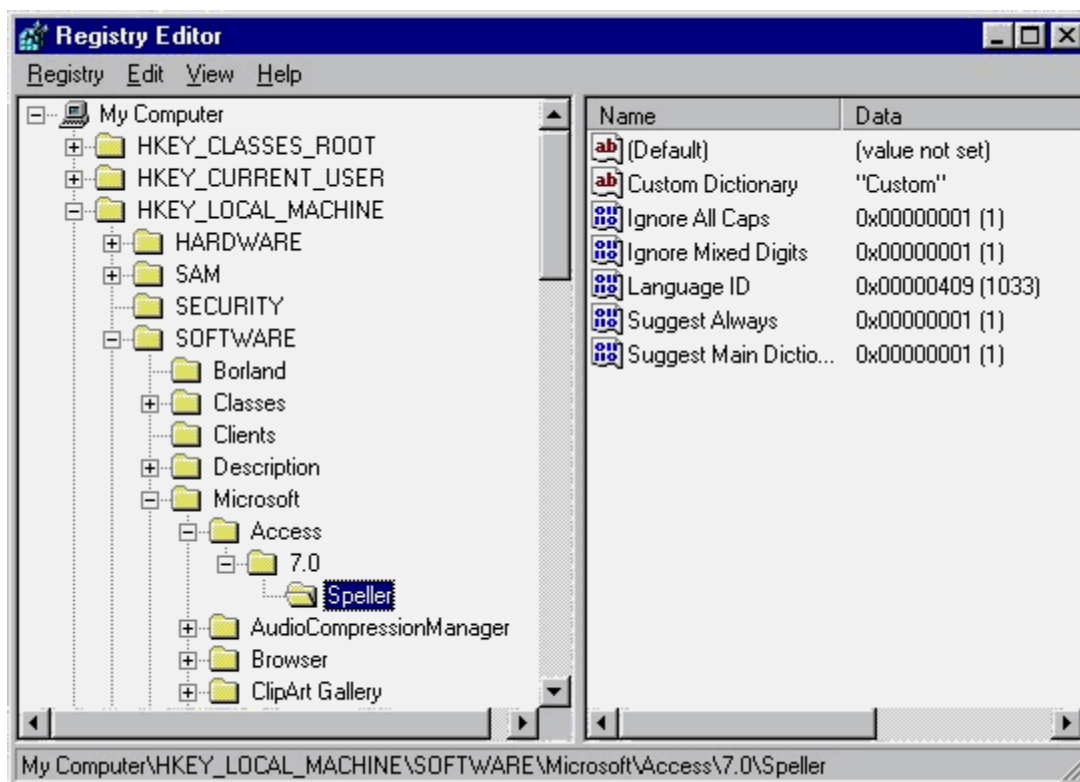 Registry Editor
Registry Edit View Help
My Computer
HKEY_CLASSES_ROOT
HKEY_CURRENT_USER
HKEY_LOCAL_MACHINE
HARDWARE
SAM
SECURITY
SOFTWARE
Borland
Classes
Clients
Description
Microsoft
Access
7.0
Speller
AudioCompressionManager
Browser
ClipArt Gallery
Name Data
(Default) (value not set)
Custom Dictionary "Custom"
Ignore All Caps 0x00000001 (1)
Ignore Mixed Digits 0x00000001 (1)
Language ID 0x00000409 (1033)
Suggest Always 0x00000001 (1)
Suggest Main Dictio... 0x00000001 (1)
My Computer\HKEY_LOCAL_MACHINE\SOFTWARE\Microsoft\Access\7.0\Speller